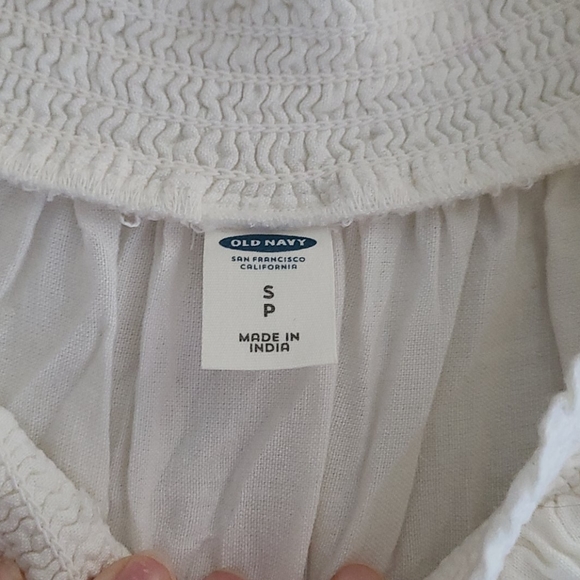 OLD NAVY
SAN FRANCISCO
CALIFORNIA
S
P
MADE IN
INDIA